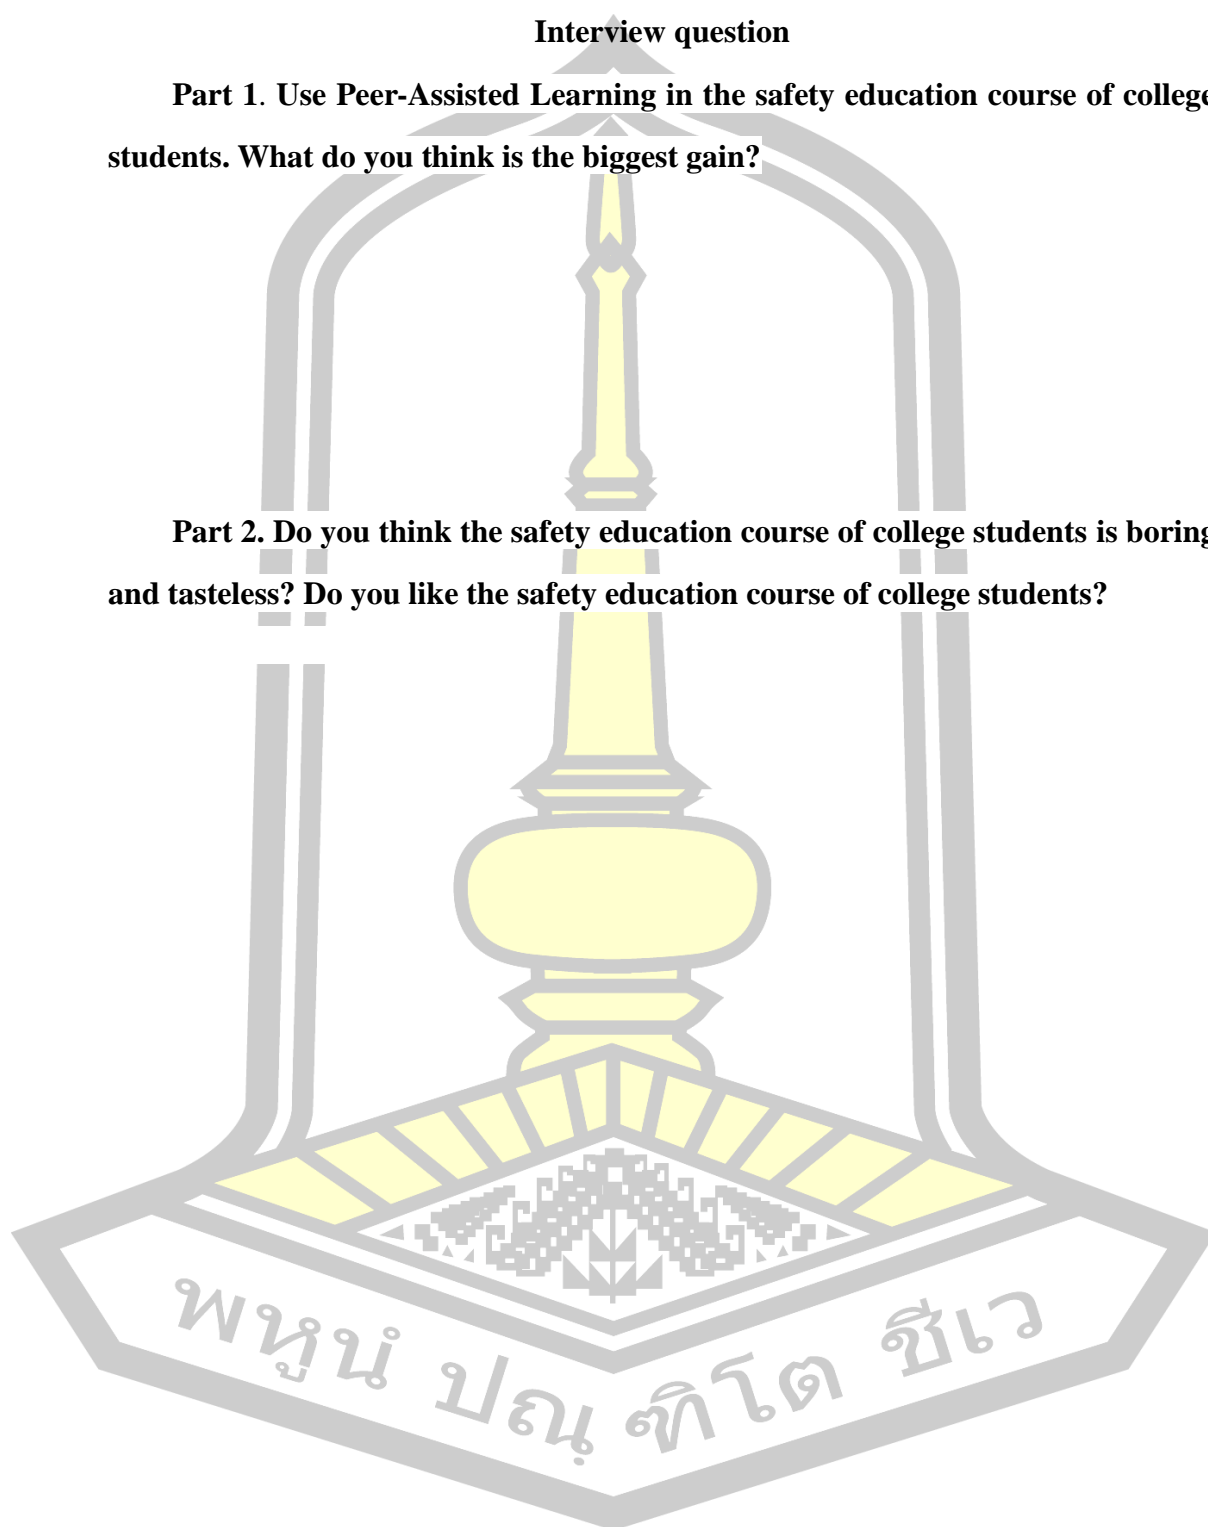 Interview question
Part 1. Use Peer-Assisted Learning in the safety education course of college
students. What do you think is the biggest gain?
Part 2. Do you think the safety education course of college students is boring
and tasteless? Do you like the safety education course of college students?
พหูนํ ปณฺฑิโต ชีเว